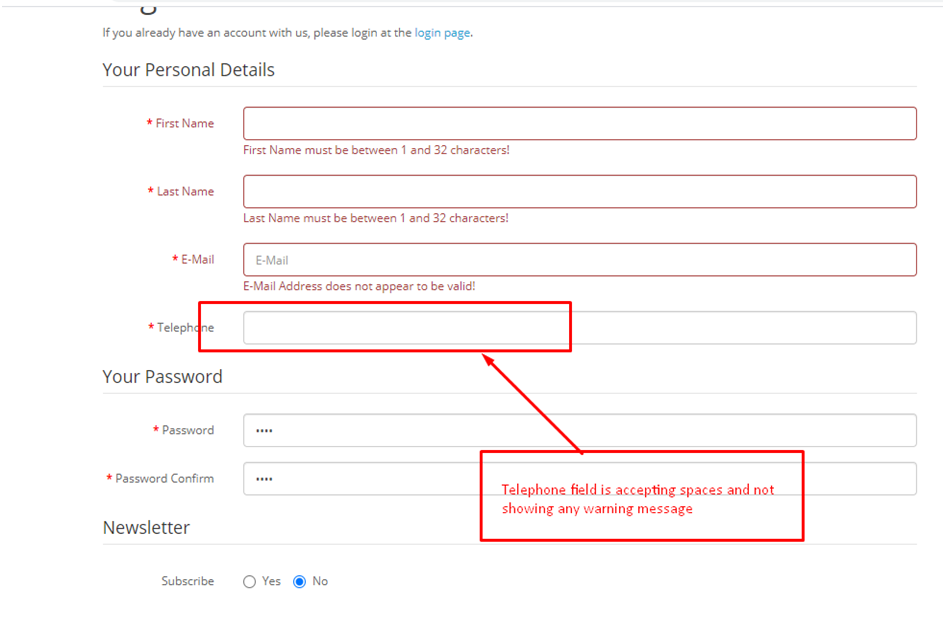 If you already have an account with us, please login at the login page.
Your Personal Details
* First Name
First Name must be between 1 and 32 characters!
* Last Name
Last Name must be between 1 and 32 characters!
* E-Mail
E-Mail
E-Mail Address does not appear to be valid!
* Telephone
Your Password
* Password
••••
* Password Confirm
••••
Telephone field is accepting spaces and not
showing any warning message
Newsletter
Subscribe
Yes
No